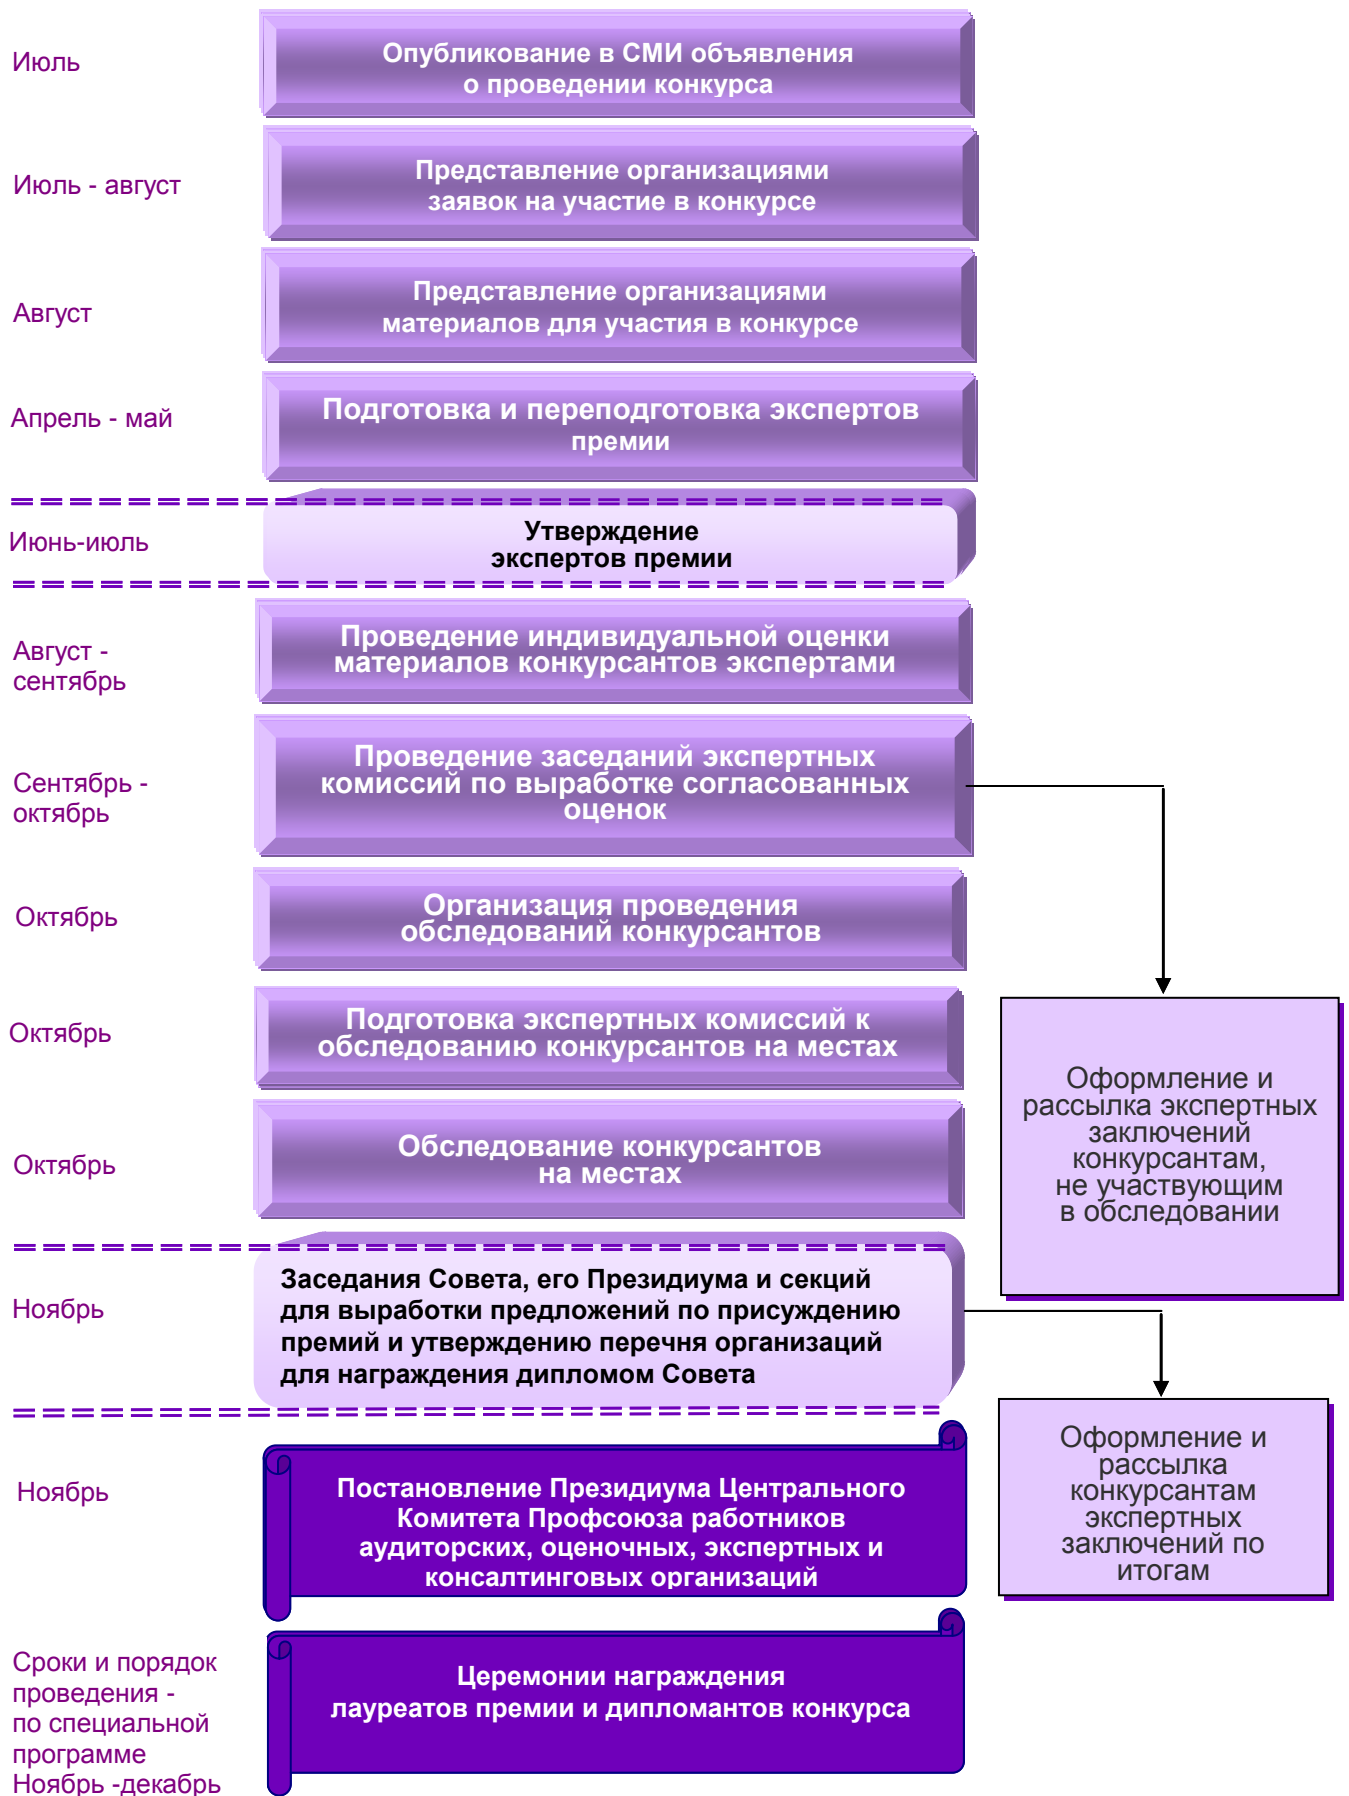 Июль
Опубликование в СМИ объявления
о проведении конкурса
Июль - август
Представление организациями
заявок на участие в конкурсе
Август
Представление организациями
материалов для участия в конкурсе
Апрель - май
Подготовка и переподготовка экспертов
премии
Июнь-июль
Утверждение
экспертов премии
Август -
сентябрь
Проведение индивидуальной оценки
материалов конкурсантов экспертами
Сентябрь -
октябрь
Проведение заседаний экспертных
комиссий по выработке согласованных
оценок
Октябрь
Организация проведения
обследований конкурсантов
Октябрь
Подготовка экспертных комиссий к
обследованию конкурсантов на местах
Октябрь
Обследование конкурсантов
на местах
Оформление и
рассылка экспертных
заключений
конкурсантам,
не участвующим
в обследовании
Ноябрь
Заседания Совета, его Президиума и секций
для выработки предложений по присуждению
премий и утверждению перечня организаций
для награждения дипломом Совета
Оформление и
рассылка
конкурсантам
экспертных
заключений по
итогам
Ноябрь
Постановление Президиума Центрального
Комитета Профсоюза работников
аудиторских, оценочных, экспертных и
консалтинговых организаций
Сроки и порядок
проведения -
по специальной
программе
Ноябрь -декабрь
Церемонии награждения
лауреатов премии и дипломантов конкурса